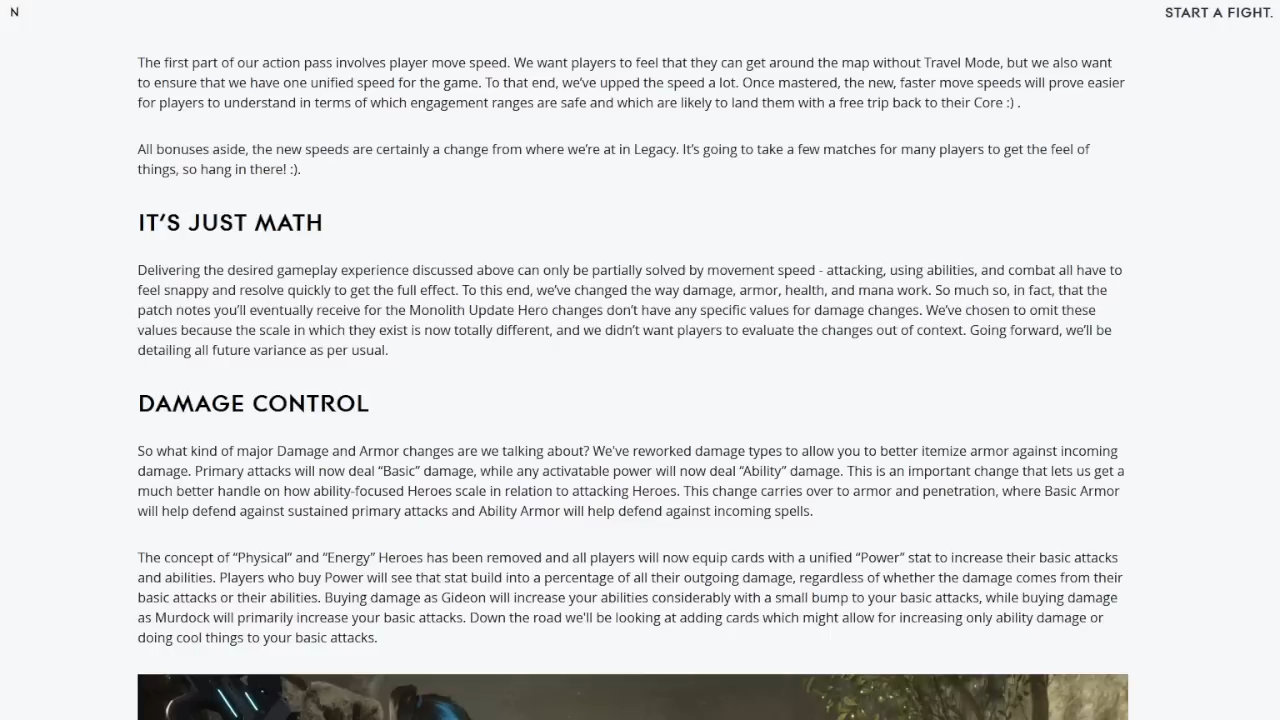 N
START A FIGHT.
The first part of our action pass involves player move speed. We want players to feel that they can get around the map without Travel Mode, but we also want
to ensure that we have one unified speed for the game. To that end, we’ve upped the speed a lot. Once mastered, the new, faster move speeds will prove easier
for players to understand in terms of which engagement ranges are safe and which are likely to land them with a free trip back to their Core :) .
All bonuses aside, the new speeds are certainly a change from where we’re at in Legacy. It’s going to take a few matches for many players to get the feel of
things, so hang in there! :).
IT’S JUST MATH
Delivering the desired gameplay experience discussed above can only be partially solved by movement speed - attacking, using abilities, and combat all have to
feel snappy and resolve quickly to get the full effect. To this end, we’ve changed the way damage, armor, health, and mana work. So much so, in fact, that the
patch notes you’ll eventually receive for the Monolith Update Hero changes don’t have any specific values for damage changes. We’ve chosen to omit these
values because the scale in which they exist is now totally different, and we didn’t want players to evaluate the changes out of context. Going forward, we’ll be
detailing all future variance as per usual.
DAMAGE CONTROL
So what kind of major Damage and Armor changes are we talking about? We've reworked damage types to allow you to better itemize armor against incoming
damage. Primary attacks will now deal “Basic” damage, while any activatable power will now deal “Ability” damage. This is an important change that lets us get a
much better handle on how ability-focused Heroes scale in relation to attacking Heroes. This change carries over to armor and penetration, where Basic Armor
will help defend against sustained primary attacks and Ability Armor will help defend against incoming spells.
The concept of “Physical” and “Energy” Heroes has been removed and all players will now equip cards with a unified “Power” stat to increase their basic attacks
and abilities. Players who buy Power will see that stat build into a percentage of all their outgoing damage, regardless of whether the damage comes from their
basic attacks or their abilities. Buying damage as Gideon will increase your abilities considerably with a small bump to your basic attacks, while buying damage
as Murdock will primarily increase your basic attacks. Down the road we'll be looking at adding cards which might allow for increasing only ability damage or
doing cool things to your basic attacks.